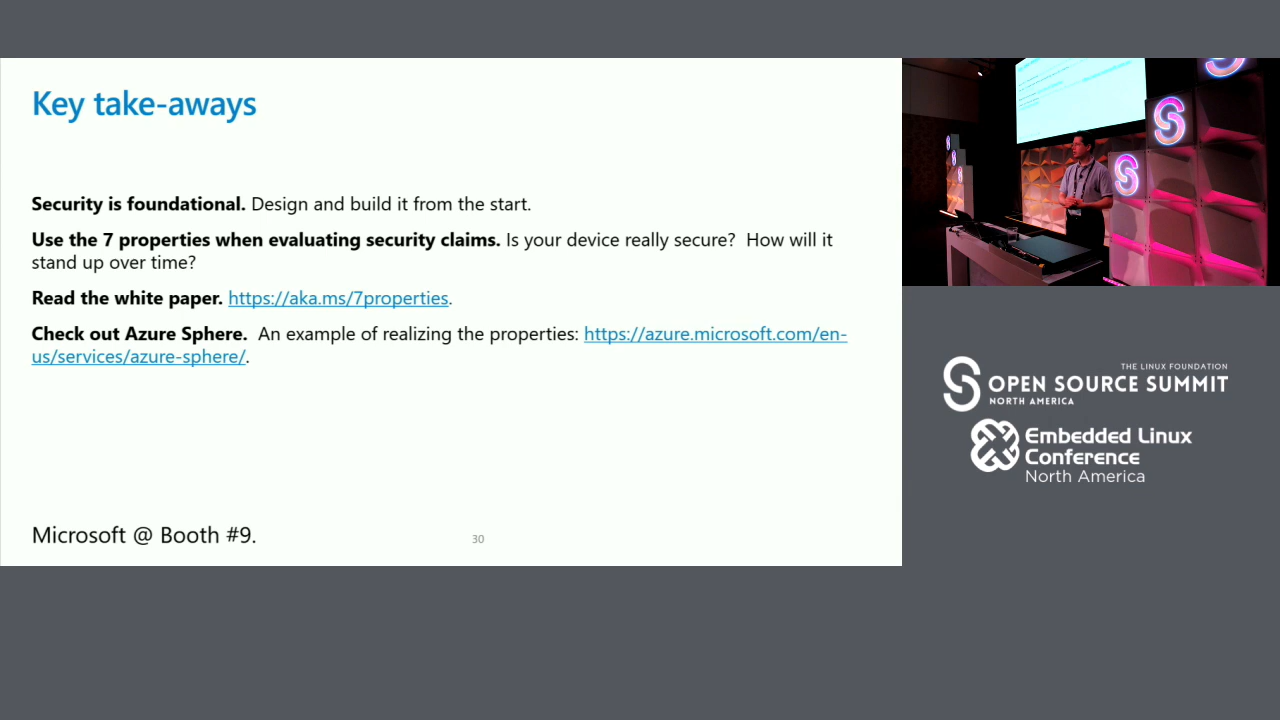 Key take-aways
Security is foundational. Design and build it from the start.
Use the 7 properties when evaluating security claims. Is your device really secure?  How will it
stand up over time?
Read the white paper. https://aka.ms/7properties.
Check out Azure Sphere.  An example of realizing the properties: https://azure.microsoft.com/en-
us/services/azure-sphere/.
Microsoft @ Booth #9.
30
THE LINUX FOUNDATION
OPEN SOURCE SUMMIT
NORTH AMERICA
Embedded Linux
Conference
North America